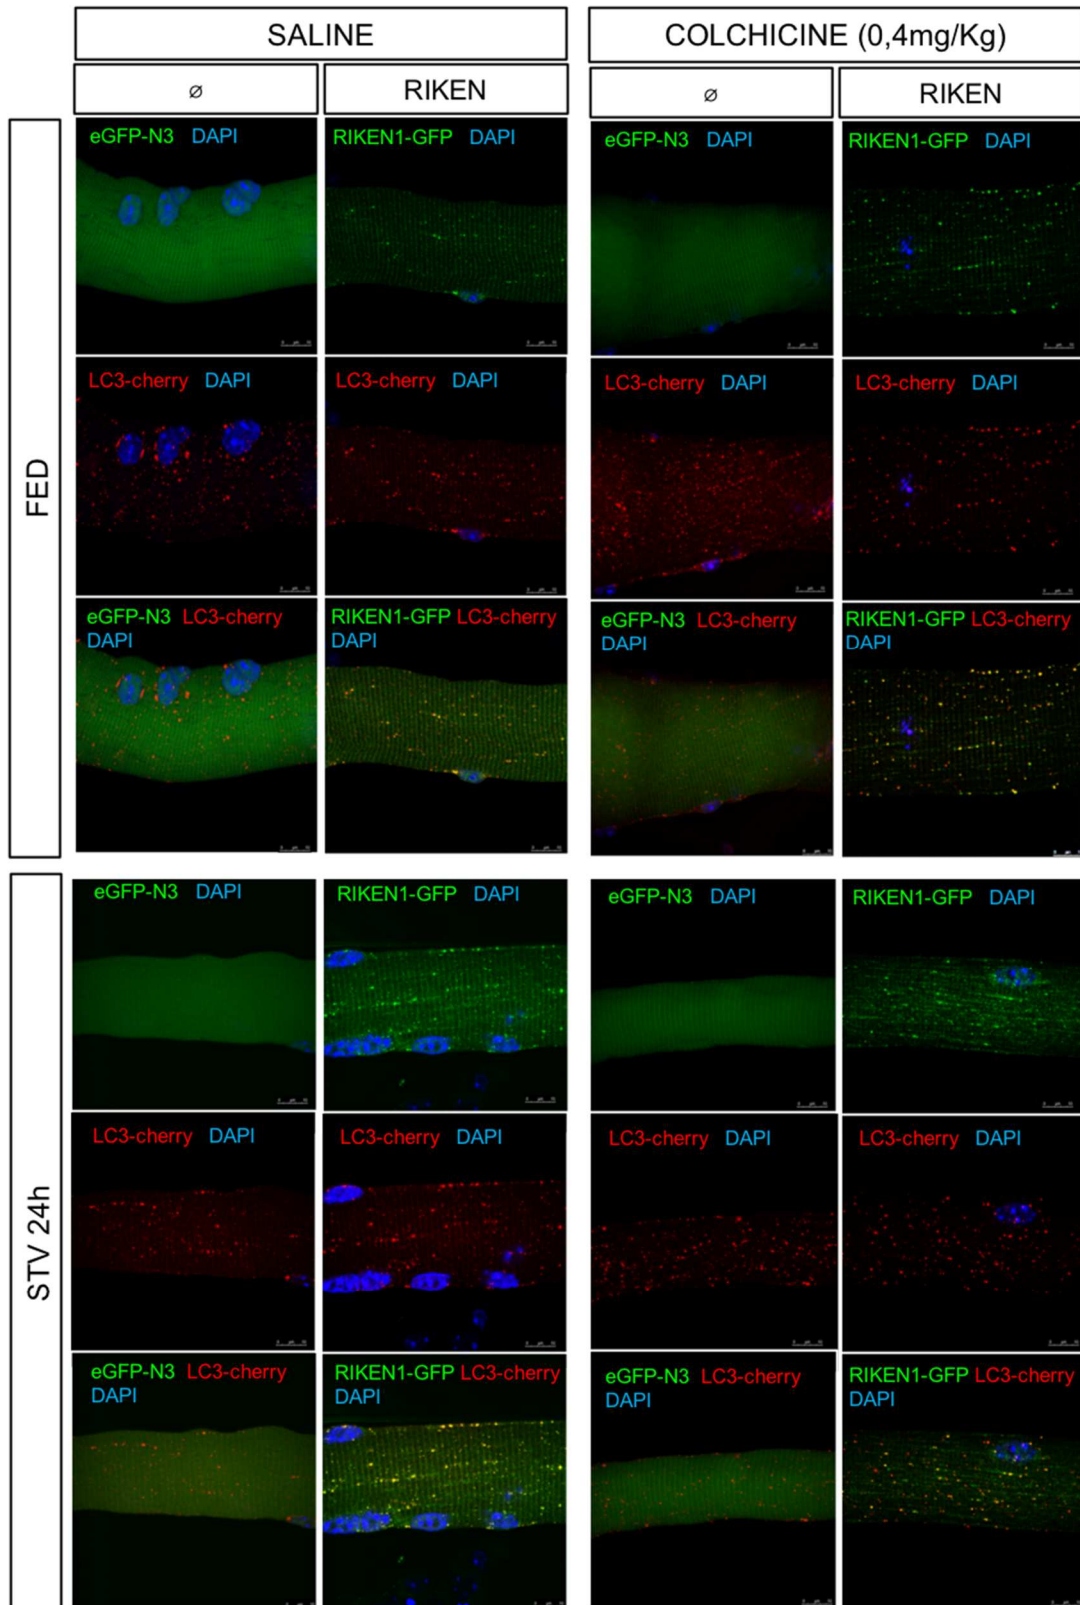 SALINE
COLCHICINE (0,4mg/Kg)
ø
RIKEN
ø
RIKEN
FED
eGFP-N3 DAPI
RIKEN1-GFP DAPI
eGFP-N3 DAPI
RIKEN1-GFP DAPI
LC3-cherry DAPI
LC3-cherry DAPI
LC3-cherry DAPI
LC3-cherry DAPI
eGFP-N3 LC3-cherry
DAPI
RIKEN1-GFP LC3-cherry
DAPI
eGFP-N3 LC3-cherry
DAPI
RIKEN1-GFP LC3-cherry
DAPI
STV 24h
eGFP-N3 DAPI
RIKEN1-GFP DAPI
eGFP-N3 DAPI
RIKEN1-GFP DAPI
LC3-cherry DAPI
LC3-cherry DAPI
LC3-cherry DAPI
LC3-cherry DAPI
eGFP-N3 LC3-cherry
DAPI
RIKEN1-GFP LC3-cherry
DAPI
eGFP-N3 LC3-cherry
DAPI
RIKEN1-GFP LC3-cherry
DAPI